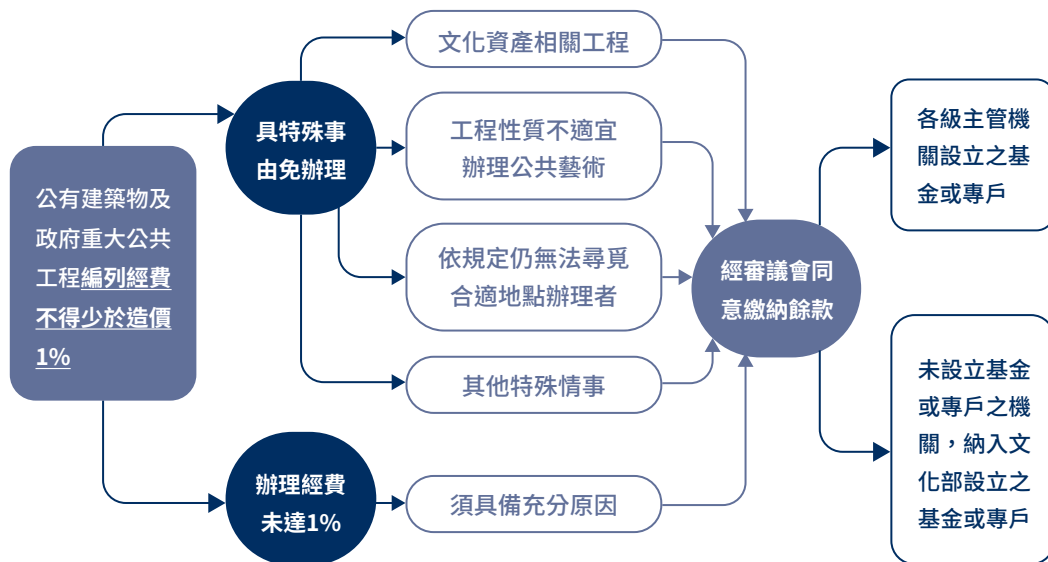 公有建築物及
政府重大公共
工程編列經費
不得少於造價
1%
具特殊事
由免辦理
辦理經費
未達1%
文化資產相關工程
工程性質不適宜
辦理公共藝術
依規定仍無法尋覓
合適地點辦理者
其他特殊情事
須具備充分原因
經審議會同
意繳納餘款
各級主管機
關設立之基
金或專戶
未設立基金
或專戶之機
關，納入文
化部設立之
基金或專戶